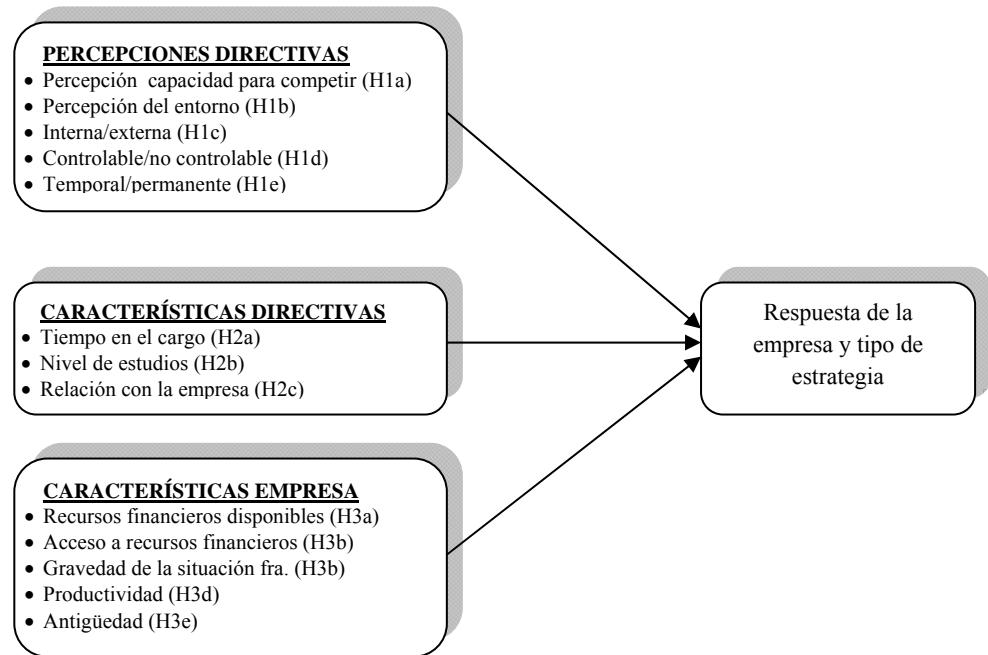 PERCEPCIONES DIRECTIVAS
• Percepción capacidad para competir (H1a)
• Percepción del entorno (H1b)
• Interna/externa (H1c)
• Controlable/no controlable (H1d)
• Temporal/permanente (H1e)
CARACTERÍSTICAS DIRECTIVAS
• Tiempo en el cargo (H2a)
• Nivel de estudios (H2b)
• Relación con la empresa (H2c)
CARACTERÍSTICAS EMPRESA
• Recursos financieros disponibles (H3a)
• Acceso a recursos financieros (H3b)
• Gravedad de la situación fra. (H3b)
• Productividad (H3d)
• Antigüedad (H3e)
Respuesta de la
empresa y tipo de
estrategia